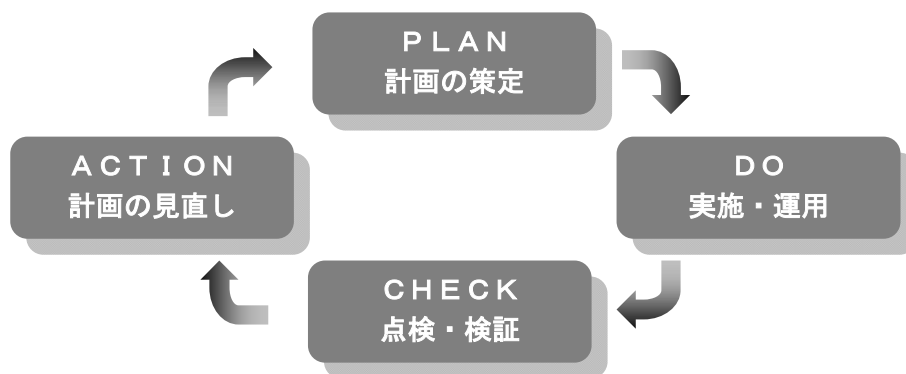 ＰＬＡＮ
計画の策定
ＤＯ
実施・運用
ＣＨＥＣＫ
点検・検証
ＡＣＴＩＯＮ
計画の見直し